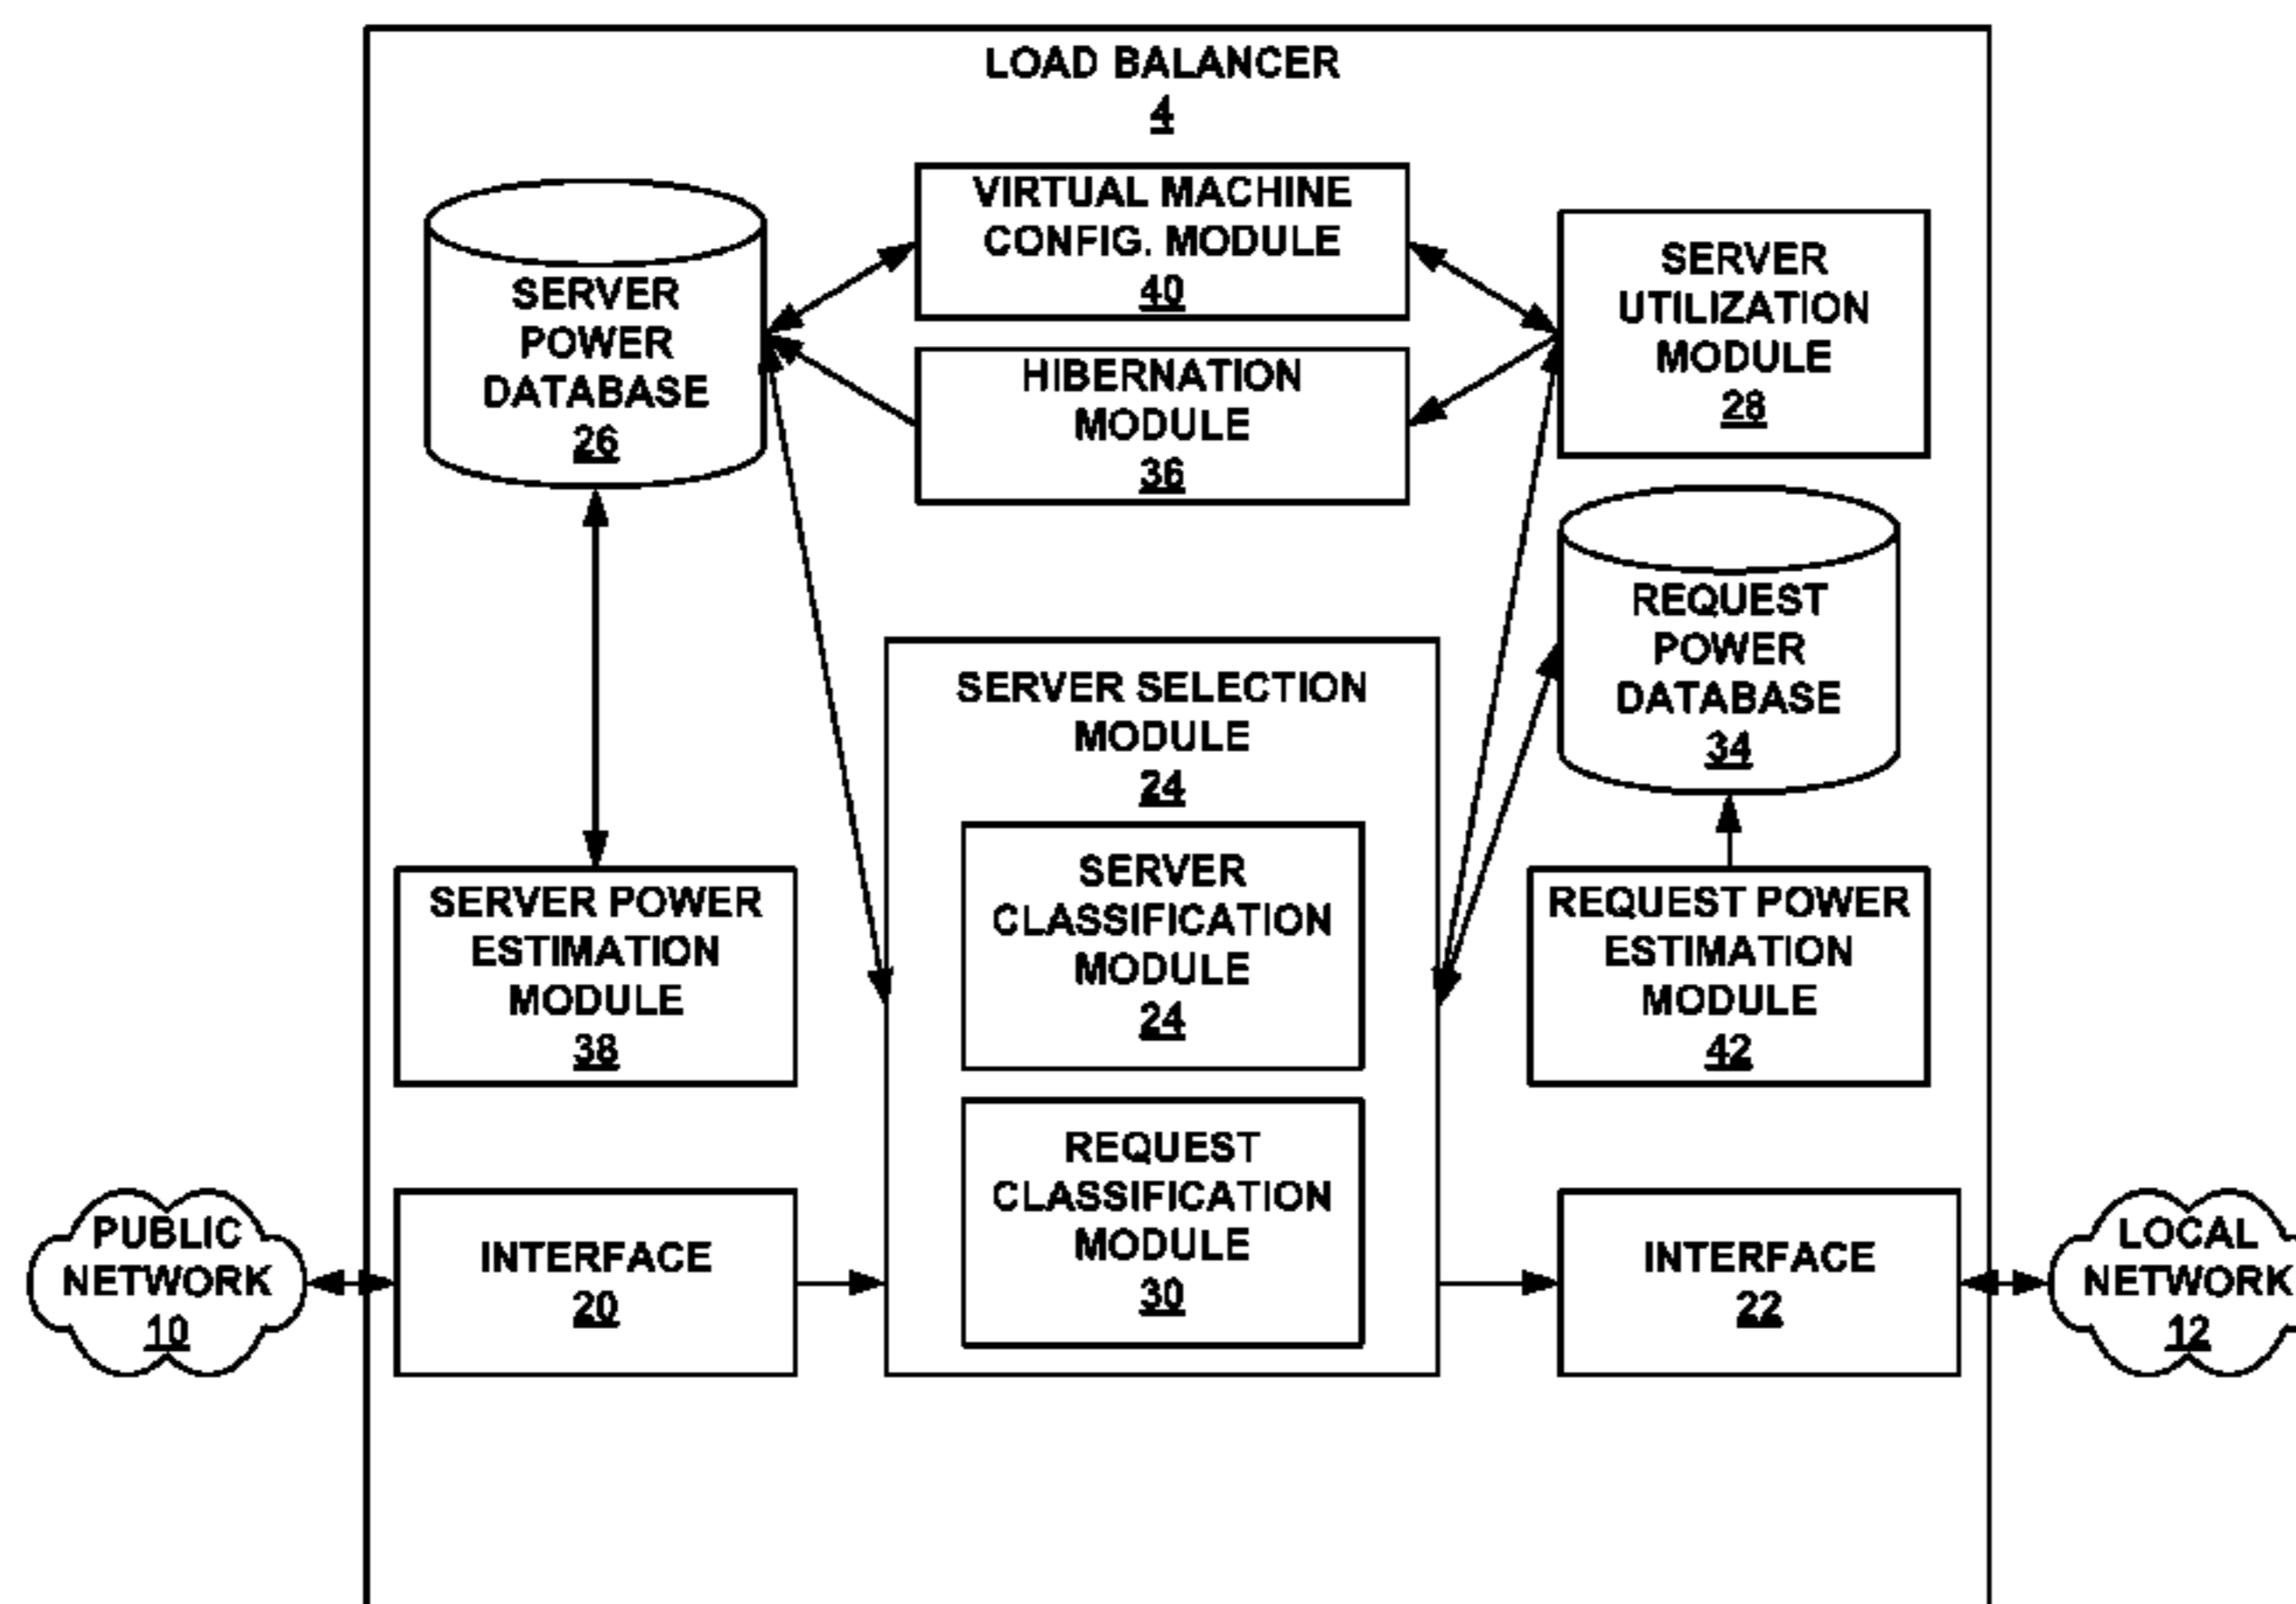 LOAD BALANCER
4
VIRTUAL MACHINE
CONFIG. MODULE
40
SERVER
POWER
DATABASE
26
SERVER
UTILIZATION
MODULE
28
HIBERNATION
MODULE
36
REQUEST
POWER
DATABASE
34
SERVER SELECTION
MODULE
24
SERVER
CLASSIFICATION
MODULE
24
SERVER POWER
ESTIMATION
MODULE
38
REQUEST POWER
ESTIMATION
MODULE
42
REQUEST
CLASSIFICATION
MODULE
30
PUBLIC
NETWORK
10
INTERFACE
20
INTERFACE
22
LOCAL
NETWORK
12